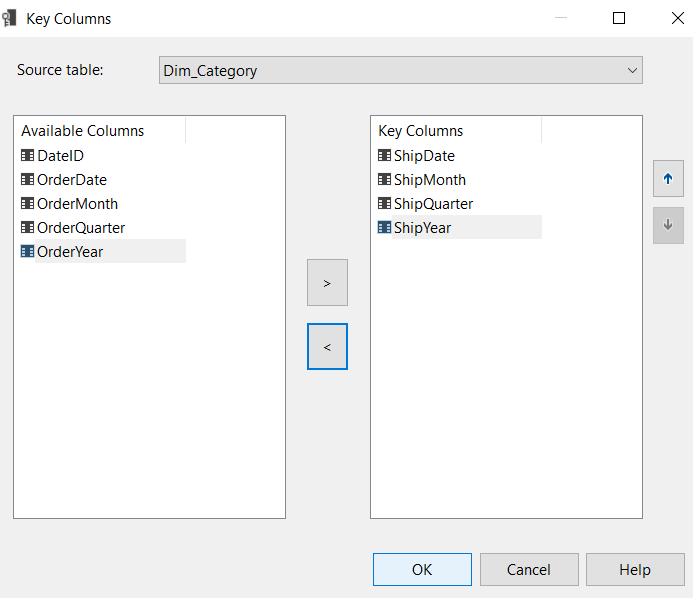 Key Columns
Source table:
Dim_Category
Available Columns
DateID
OrderDate
OrderMonth
OrderQuarter
OrderYear
>
<
Key Columns
ShipDate
ShipMonth
ShipQuarter
ShipYear
OK
Cancel
Help